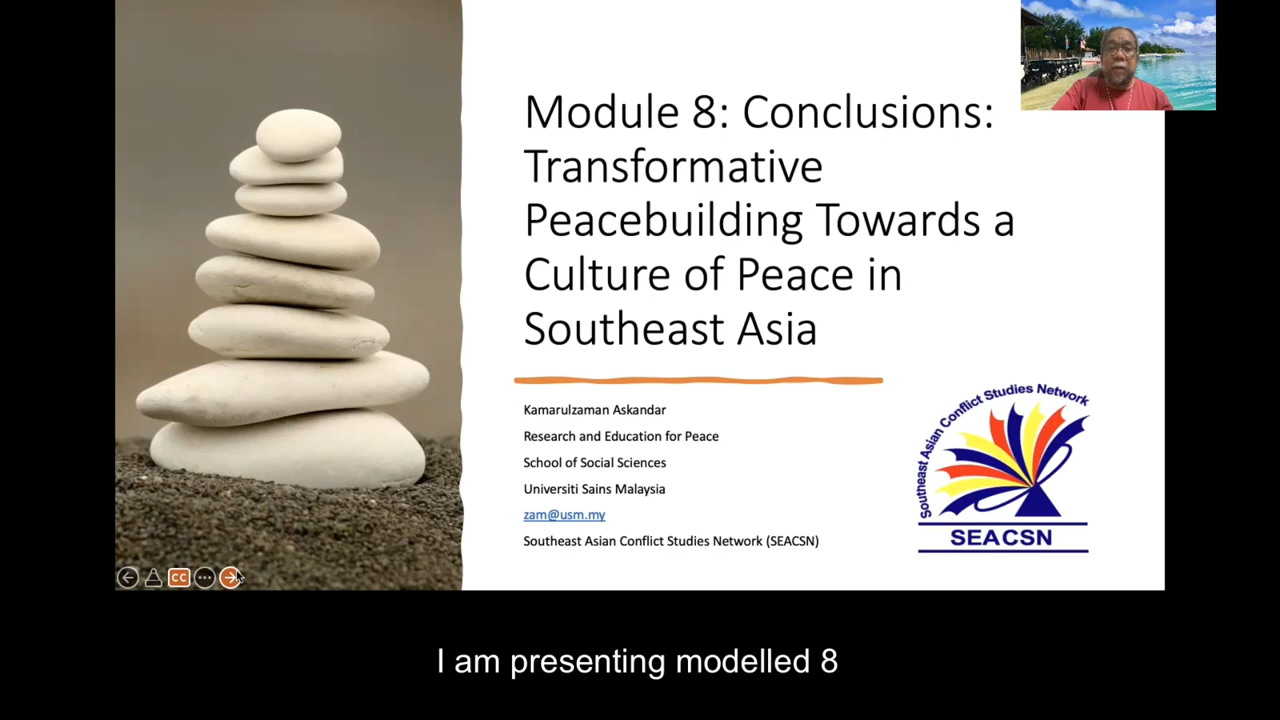 Module 8: Conclusions:
Transformative
Peacebuilding Towards a
Culture of Peace in
Southeast Asia
Kamarulzaman Askandar
Research and Education for Peace
School of Social Sciences
Universiti Sains Malaysia
zam@usm.my
Southeast Asian Conflict Studies Network (SEACSN)
Southeast Asian Conflict Studies Network
SEACSN
CC
I am presenting modelled 8